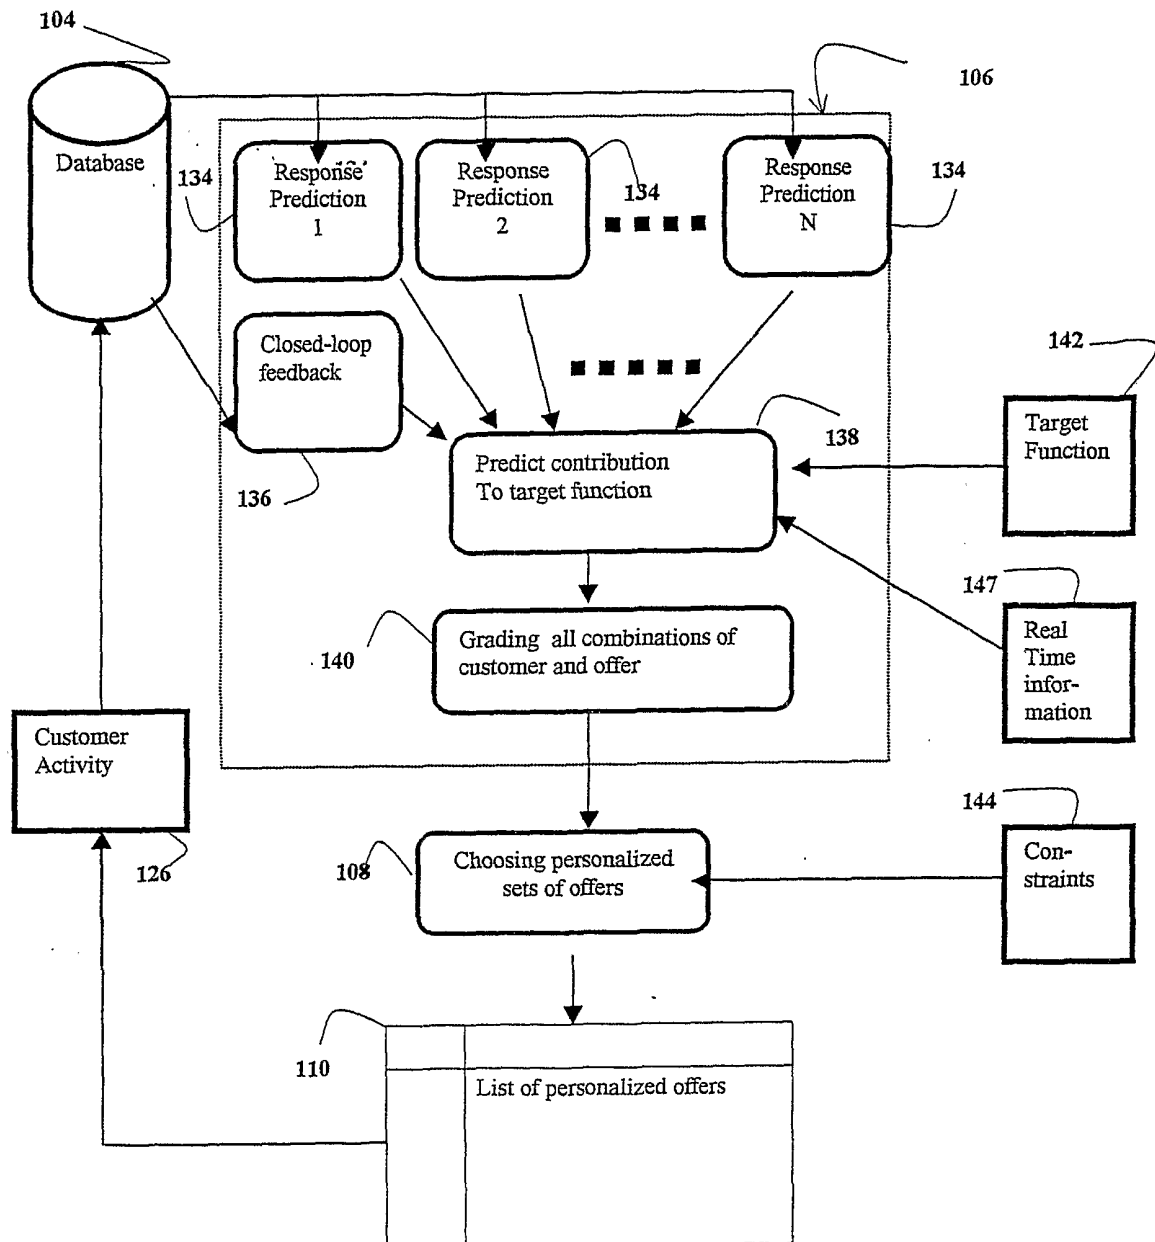 104
106
Database
134
Response
Prediction
1
Response
Prediction
2
134
Response
Prediction
N
134
Closed-loop
feedback
136
138
142
Target
Function
Predict contribution
To target function
147
Real
Time
infor-
mation
140
Grading all combinations of
customer and offer
Customer
Activity
126
144
Con-
straints
108
Choosing personalized
sets of offers
110
List of personalized offers